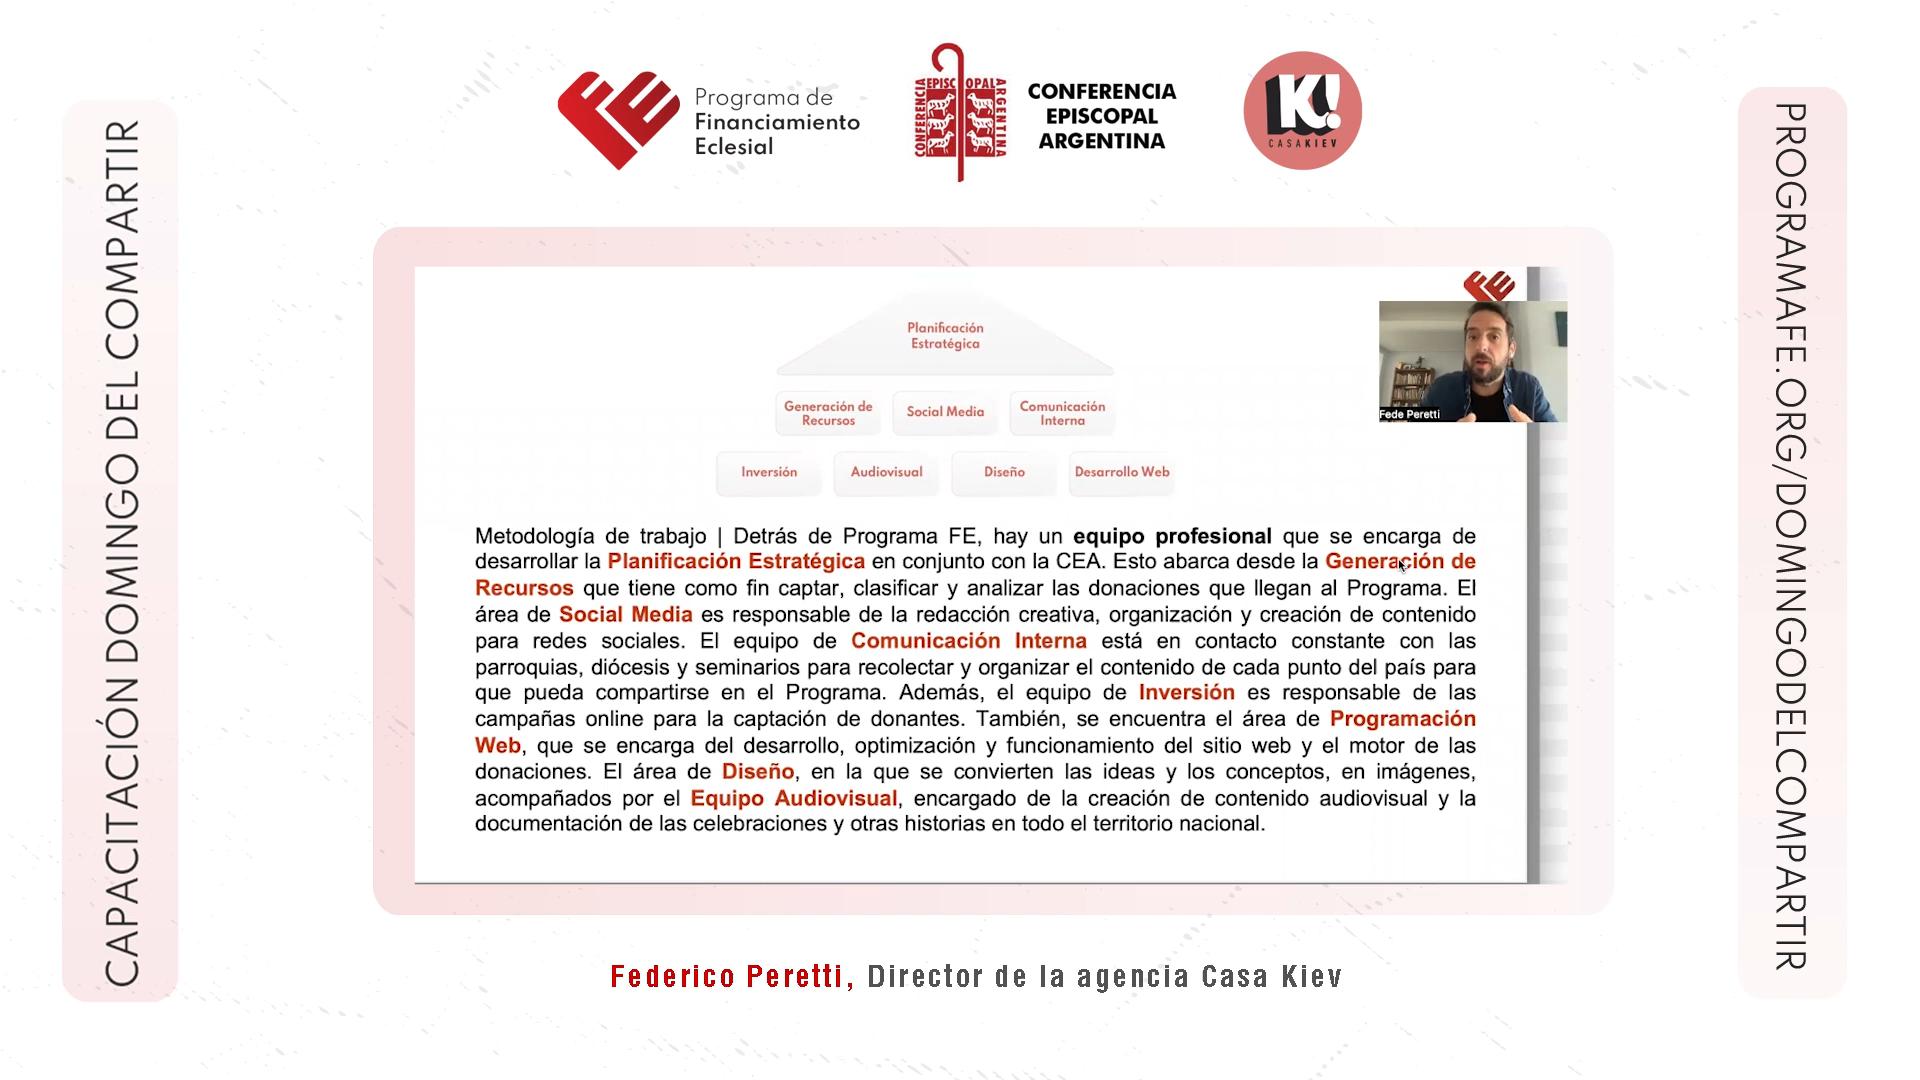 CAPACITACIÓN DOMINGO DEL COMPARTIR
FE
Programa de
Financiamiento
Eclesial
CONFERENCIA
EPISCOPAL
ARGENTINA
CONFERENCIA
EPISCOPAL
ARGENTINA
K!
CASAKIEV
PROGRAMAFE.ORG/DOMINGODELCOMPARTIR
FE
Planificación
Estratégica
Generación de
Recursos
Social Media
Comunicación
Interna
Fede Peretti
Inversión
Audiovisual
Diseño
Desarrollo Web
Metodología de trabajo | Detrás de Programa FE, hay un equipo profesional que se encarga de
desarrollar la Planificación Estratégica en conjunto con la CEA. Esto abarca desde la Generación de
Recursos que tiene como fin captar, clasificar y analizar las donaciones que llegan al Programa. El
área de Social Media es responsable de la redacción creativa, organización y creación de contenido
para redes sociales. El equipo de Comunicación Interna está en contacto constante con las
parroquias, diócesis y seminarios para recolectar y organizar el contenido de cada punto del país para
que pueda compartirse en el Programa. Además, el equipo de Inversión es responsable de las
campañas online para la captación de donantes. También, se encuentra el área de Programación
Web, que se encarga del desarrollo, optimización y funcionamiento del sitio web y el motor de las
donaciones. El área de Diseño, en la que se convierten las ideas y los conceptos, en imágenes,
acompañados por el Equipo Audiovisual, encargado de la creación de contenido audiovisual y la
documentación de las celebraciones y otras historias en todo el territorio nacional.
Federico Peretti, Director de la agencia Casa Kiev